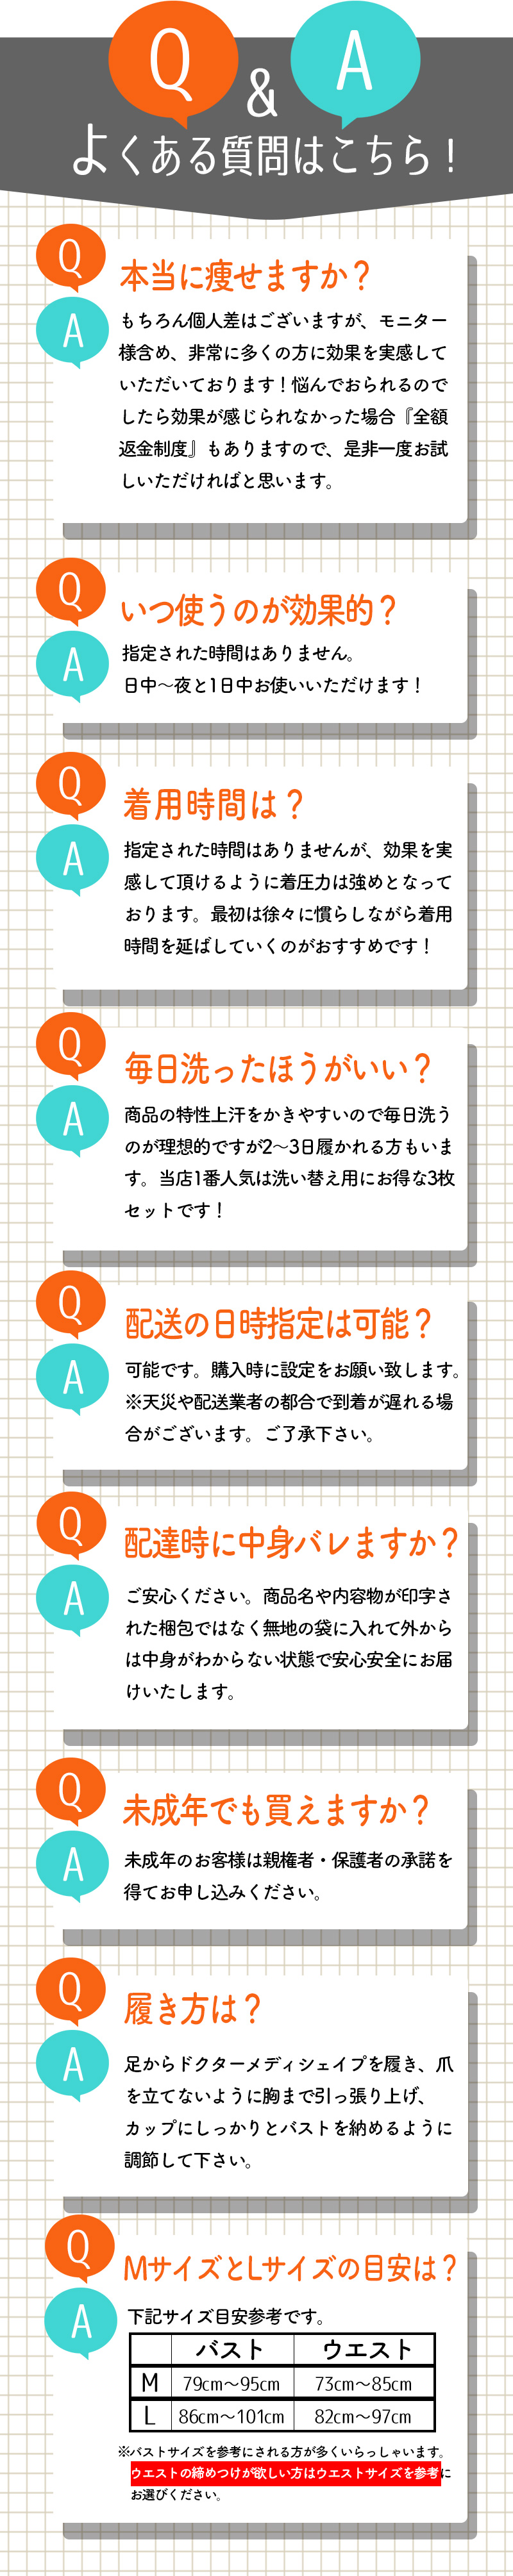 Q & A
よくある質問はこちら！
Q
本当に痩せますか？
A
もちろん個人差はございますが、モニター
様含め、非常に多くの方に効果を実感して
いただいております！悩んでおられるので
したら効果が感じられなかった場合『全額
返金制度』もありますので、是非一度お試
しいただければと思います。
Q
いつ使うのが効果的？
A
指定された時間はありません。
日中～夜と1日中お使いいただけます！
Q
着用時間は？
A
指定された時間はありませんが、効果を実
感して頂けるように着圧力は強めとなって
おります。最初は徐々に慣らしながら着用
時間を延ばしていくのがおすすめです！
Q
毎日洗ったほうがいい？
A
商品の特性上汗をかきやすいので毎日洗う
のが理想的ですが2～3日履かれる方もいま
す。当店1番人気は洗い替え用にお得な3枚
セットです！
Q
配送の日時指定は可能？
A
可能です。購入時に設定をお願い致します。
※天災や配送業者の都合で到着が遅れる場
合がございます。ご了承下さい。
Q
配達時に中身バレますか？
A
ご安心ください。商品名や内容物が印字さ
れた梱包ではなく無地の袋に入れて外から
は中身がわからない状態で安心安全にお届
けいたします。
Q
未成年でも買えますか？
A
未成年のお客様は親権者・保護者の承諾を
得てお申し込みください。
Q
履き方は？
A
足からドクターメディシェイプを履き、爪
を立てないように胸まで引っ張り上げ、
カップにしっかりとバストを納めるように
調節して下さい。
Q
MサイズとLサイズの目安は？
A
下記サイズ目安参考です。
バスト ウエスト
M 79cm～95cm 73cm～85cm
L 86cm～101cm 82cm～97cm
※バストサイズを参考にされる方が多くいらっしゃいます。
ウエストの締めつけが欲しい方はウエストサイズを参考に
お選びください。